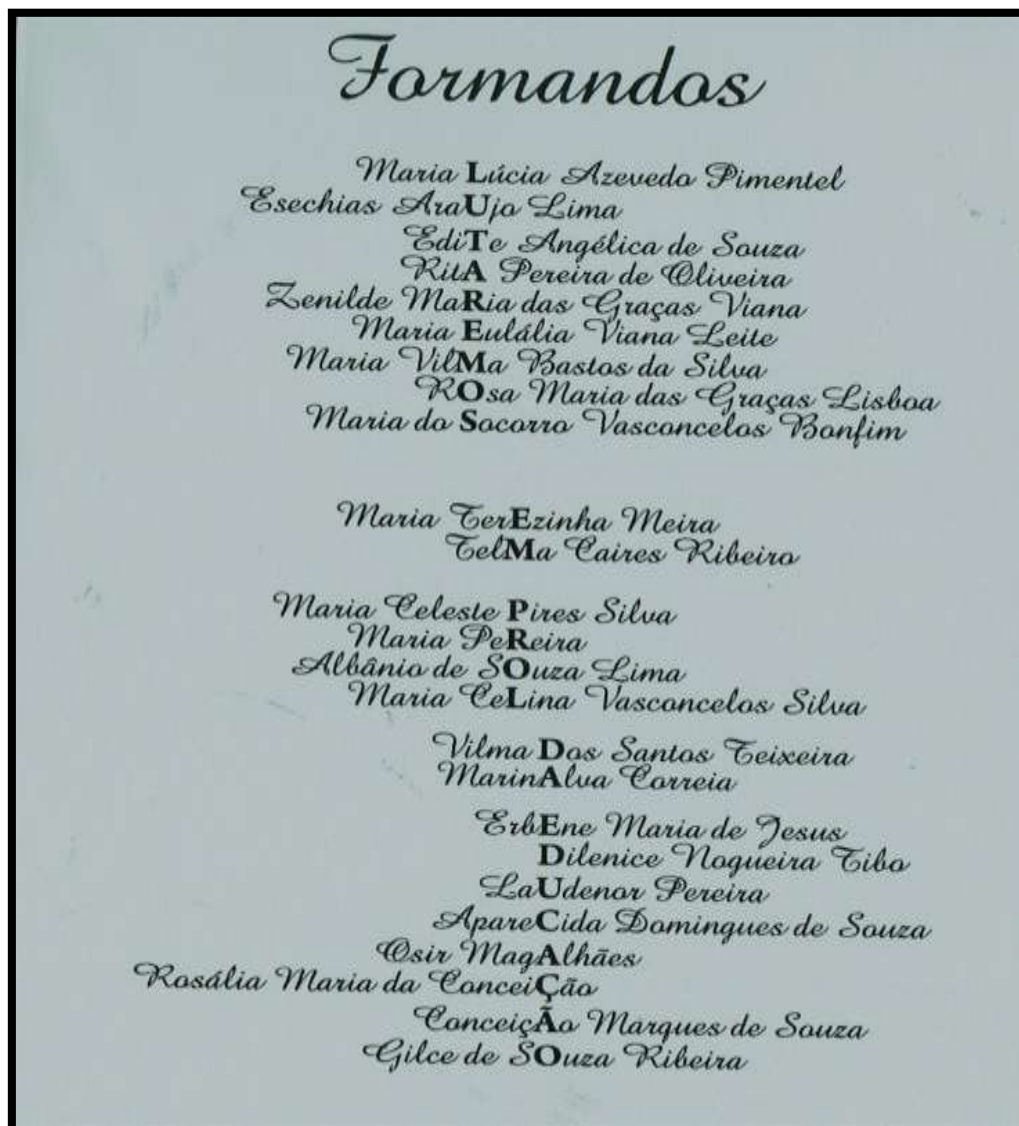 Formandos
Maria Lúcia Azevedo Pimentel
Esechias AraUjo Lima
EdiTe Angélica de Souza
RitA Pereira de Oliveira
Zenilde MaRia das Graças Viana
Maria Eulália Viana Leite
Maria VilMa Bastos da Silva
ROsa Maria das Graças Lisboa
Maria do Socorro Vasconcelos Bonfim
Maria TerEzinha Meira
TelMa Caires Ribeiro
Maria Celeste Pires Silva
Maria PeReira
Albânio de SOuza Lima
Maria CeLina Vasconcelos Silva
Vilma Dos Santos Teixeira
MarinAlva Correia
ErbEne Maria de Jesus
Dilenice Nogueira Tibo
LaUdenor Pereira
ApareCida Domingues de Souza
Osir MagAlhães
Rosália Maria da ConceiÇão
ConceiçÃo Marques de Souza
Gilce de SOuza Ribeira